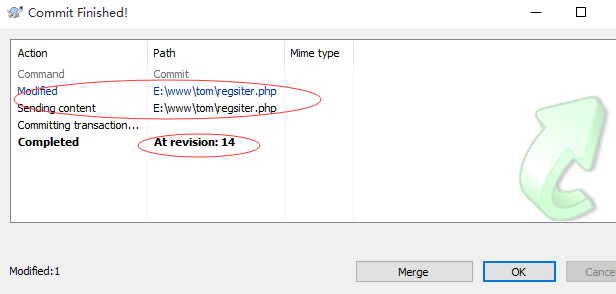 Commit Finished!
Action Path Mime type
Command Commit
Modified E:\www\tom\regsiter.php
Sending content E:\www\tom\regsiter.php
Committing transaction...
Completed At revision: 14
Modified:1 Merge OK Cance